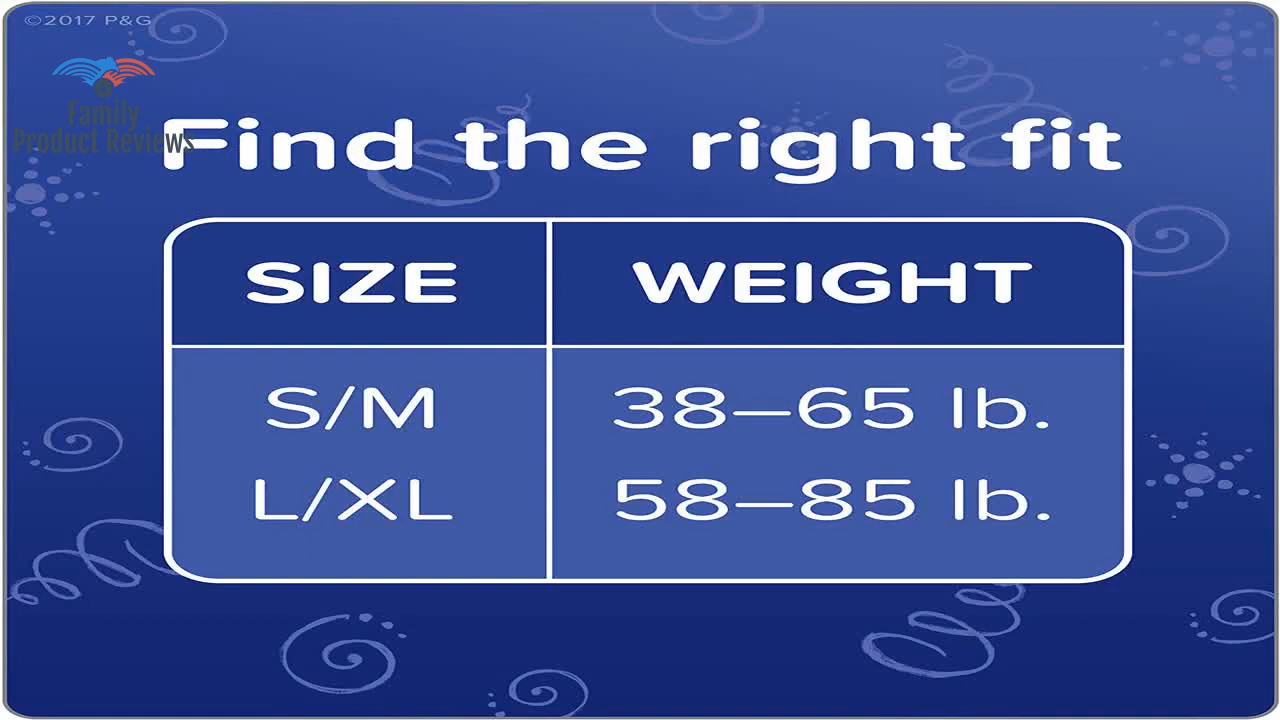 ©2017 P&G
Family
Product Reviews
Find the right fit
SIZE WEIGHT
S/M 38–65 lb.
L/XL 58–85 lb.